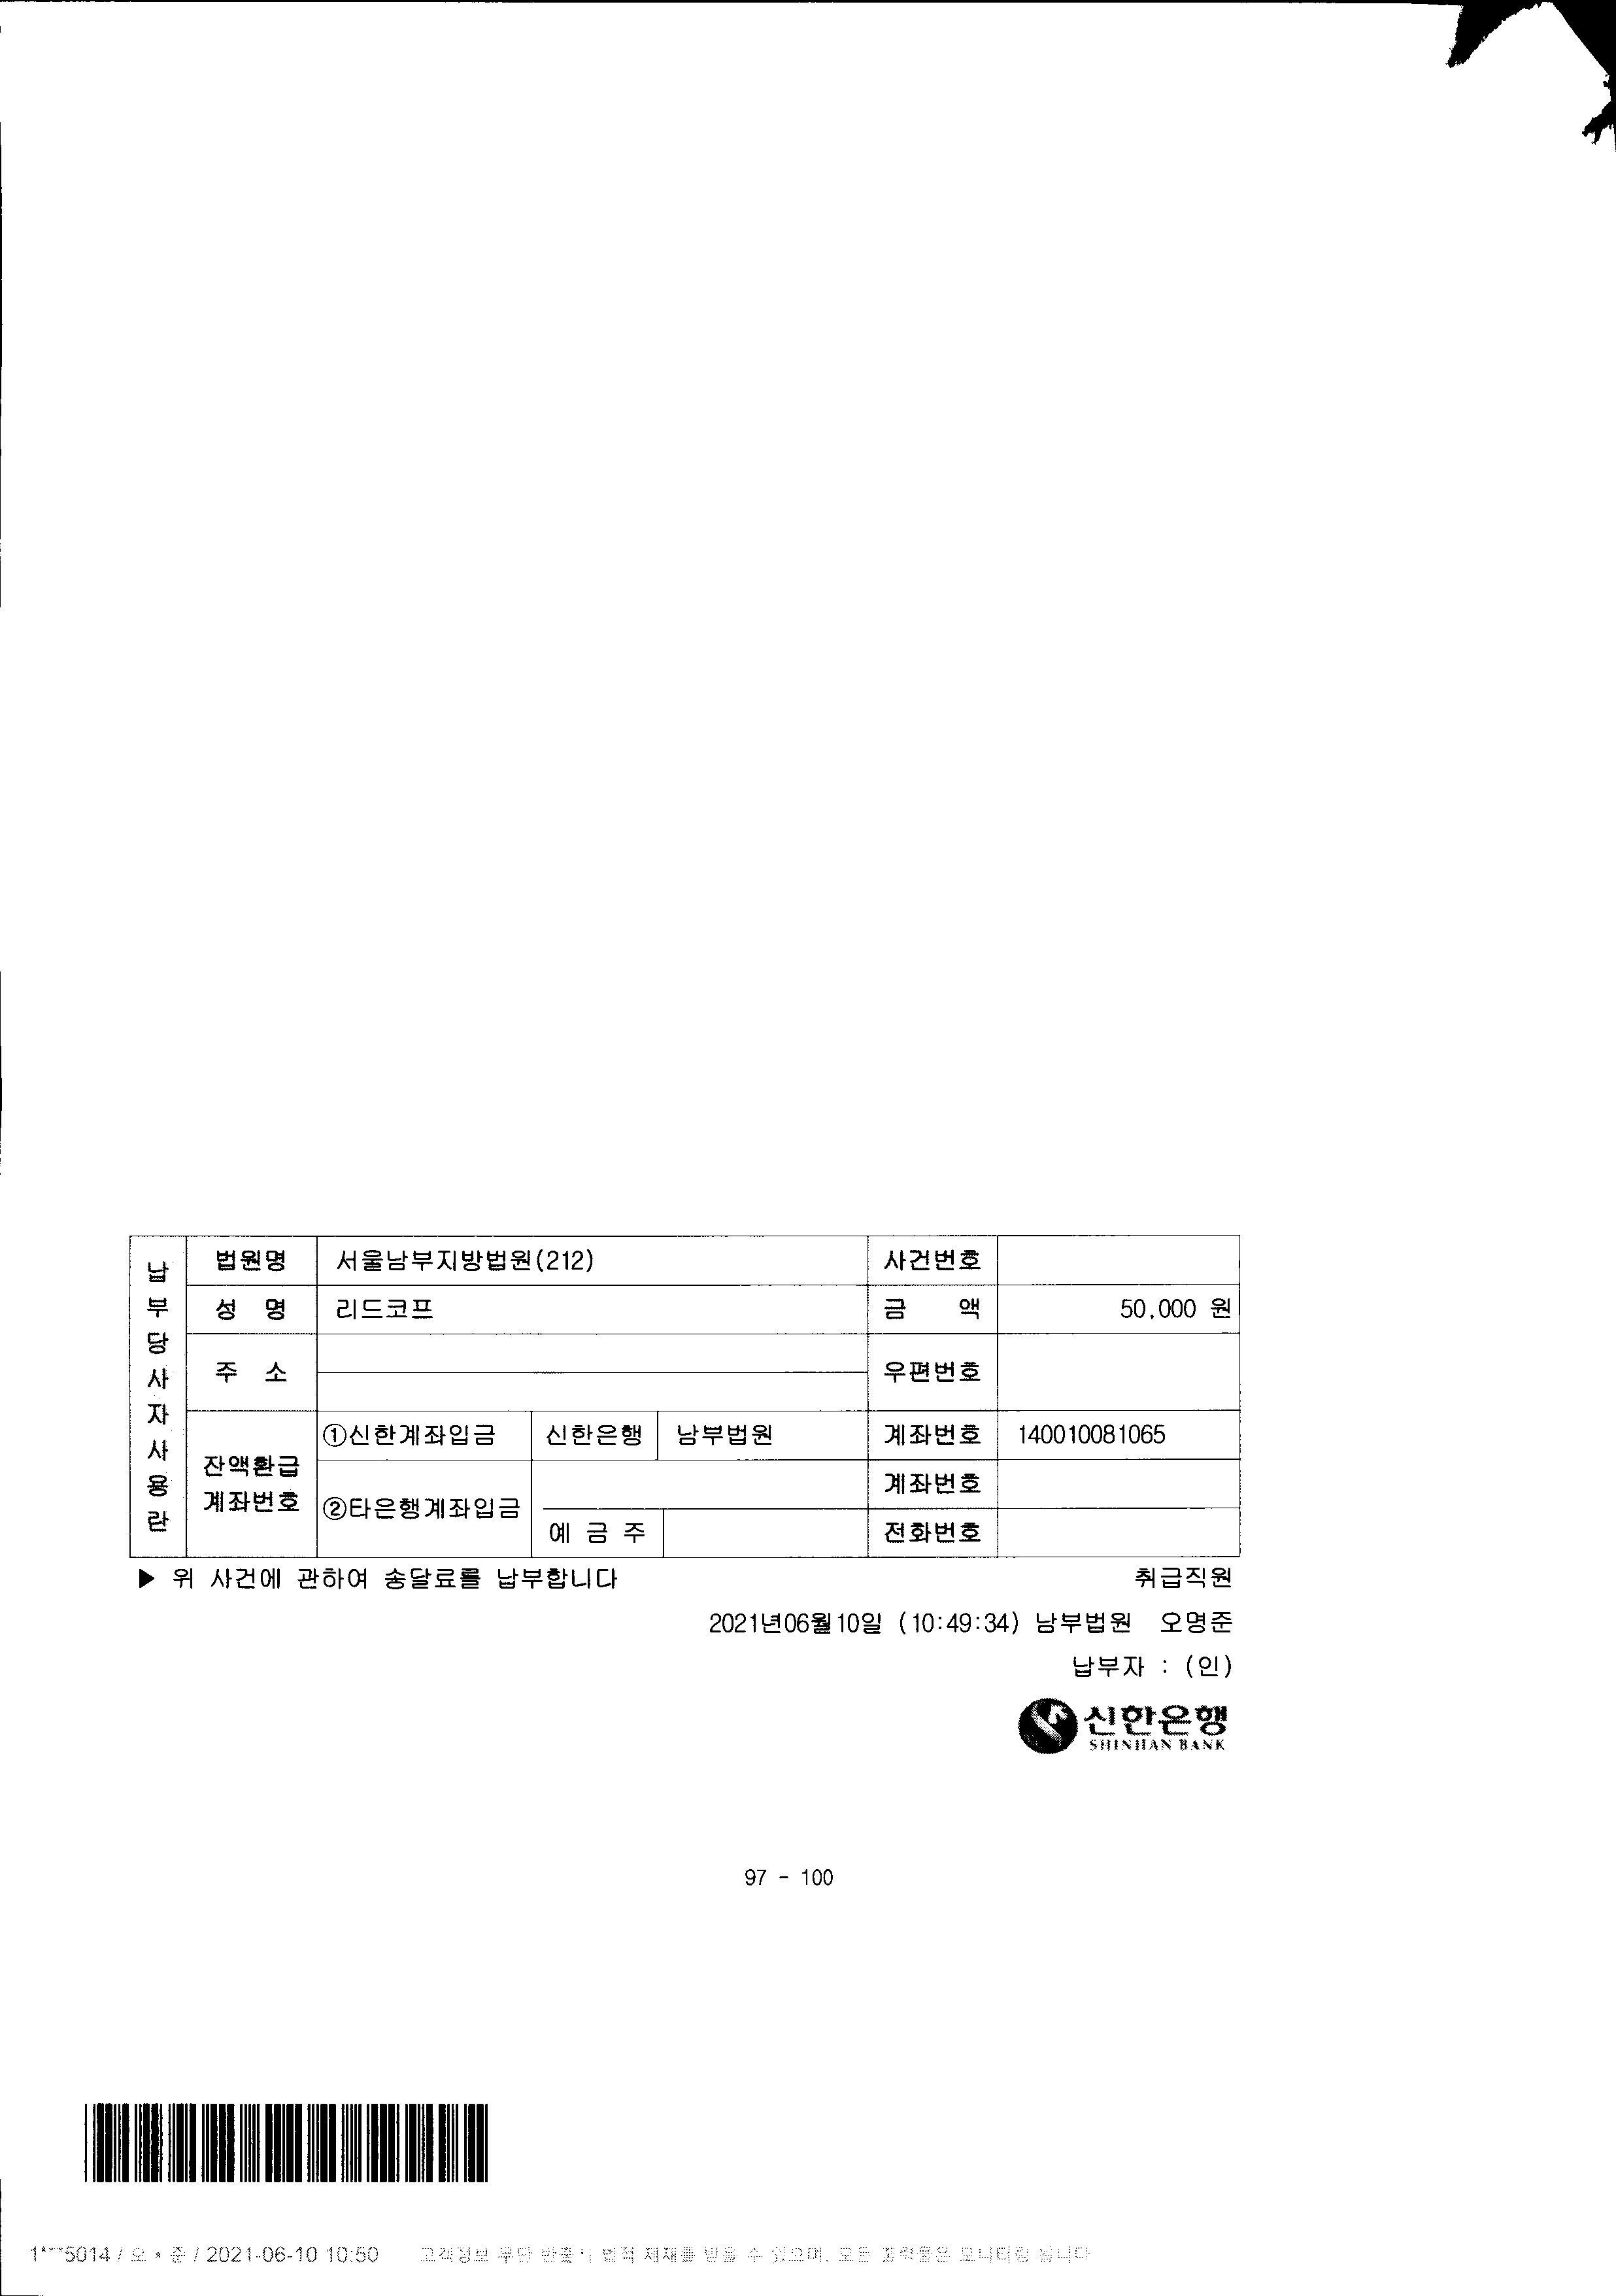 납부당사자사용란
법원명 서울남부지방법원(212) 사건번호
성 명 리드코프 금 액 50,000 원
주 소 우편번호
잔액환급 계좌번호
①신한계좌입금 신한은행 남부법원 계좌번호 140010081065
②타은행계좌입금 계좌번호
예 금 주 전화번호
▶ 위 사건에 관하여 송달료를 납부합니다 취급직원
2021년06월10일 (10:49:34) 남부법원 오명준
납부자 : (인)
신한은행
SHINHAN BANK
97 - 100
1***5014 / 오 * 준 / 2021-06-10 10:50 고객정보 무단 반출시 법적 제재를 받을 수 있으며, 모든 출력물은 모니터링 됩니다